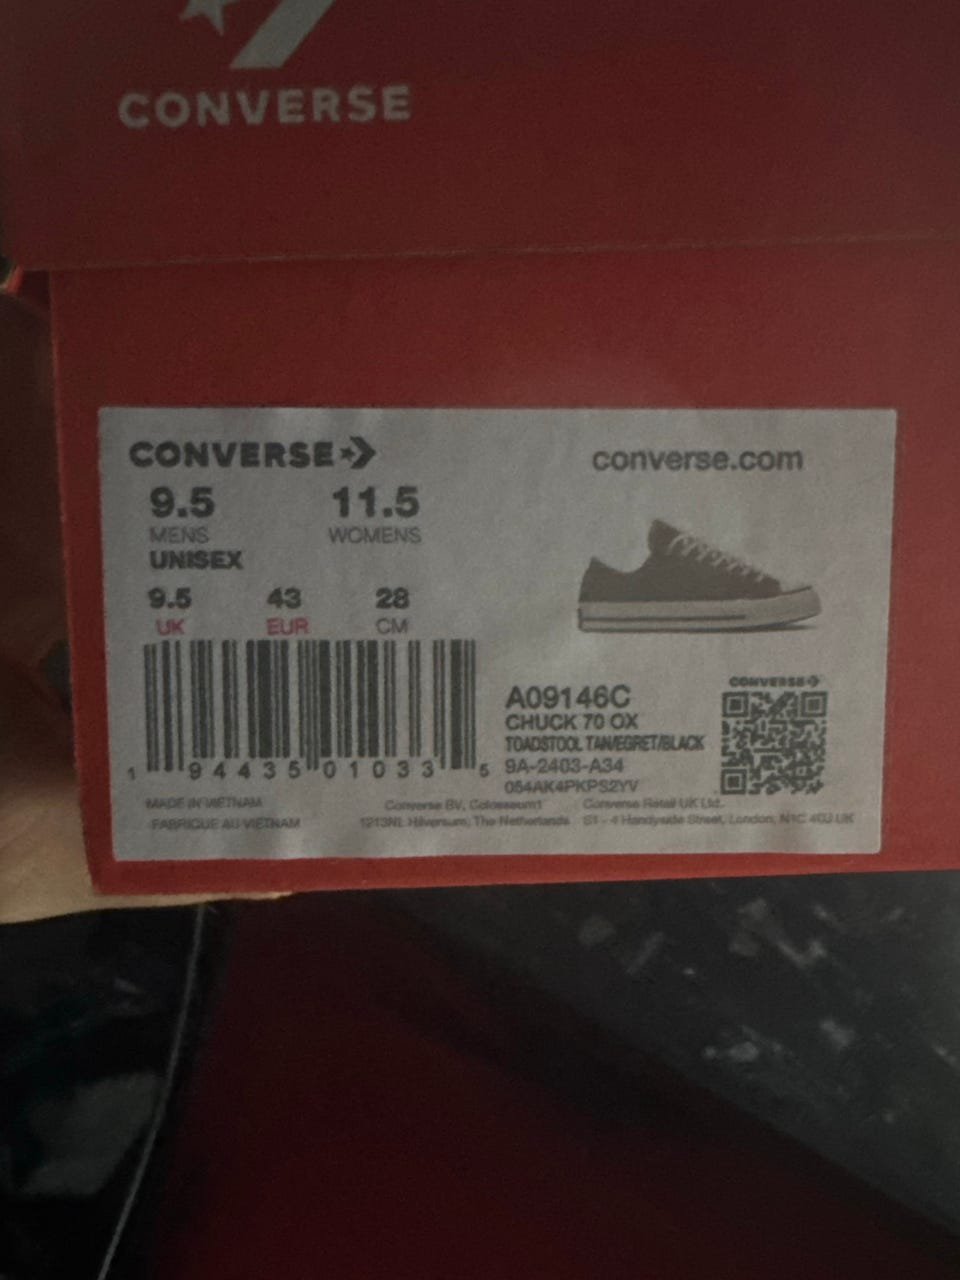 CONVERSE
CONVERSE
converse.com
9.5 11.5
MENS WOMENS
UNISEX
9.5 43 28
UK EUR CM
CONVERSE
A09146C
CHUCK 70 OX
TOADSTOOL TAN/EGRET/BLACK
9A-2403-A34
054AK4PKPS2YV
1 94435 01033 5
MADE IN VIETNAM
FABRIQUE AU VIETNAM
Converse BV, Colosseum1
1213NL Hilversum, The Netherlands
Converse Retail UK Ltd.
S1 - 4 Handyside Street, London, N1C 4DJ UK